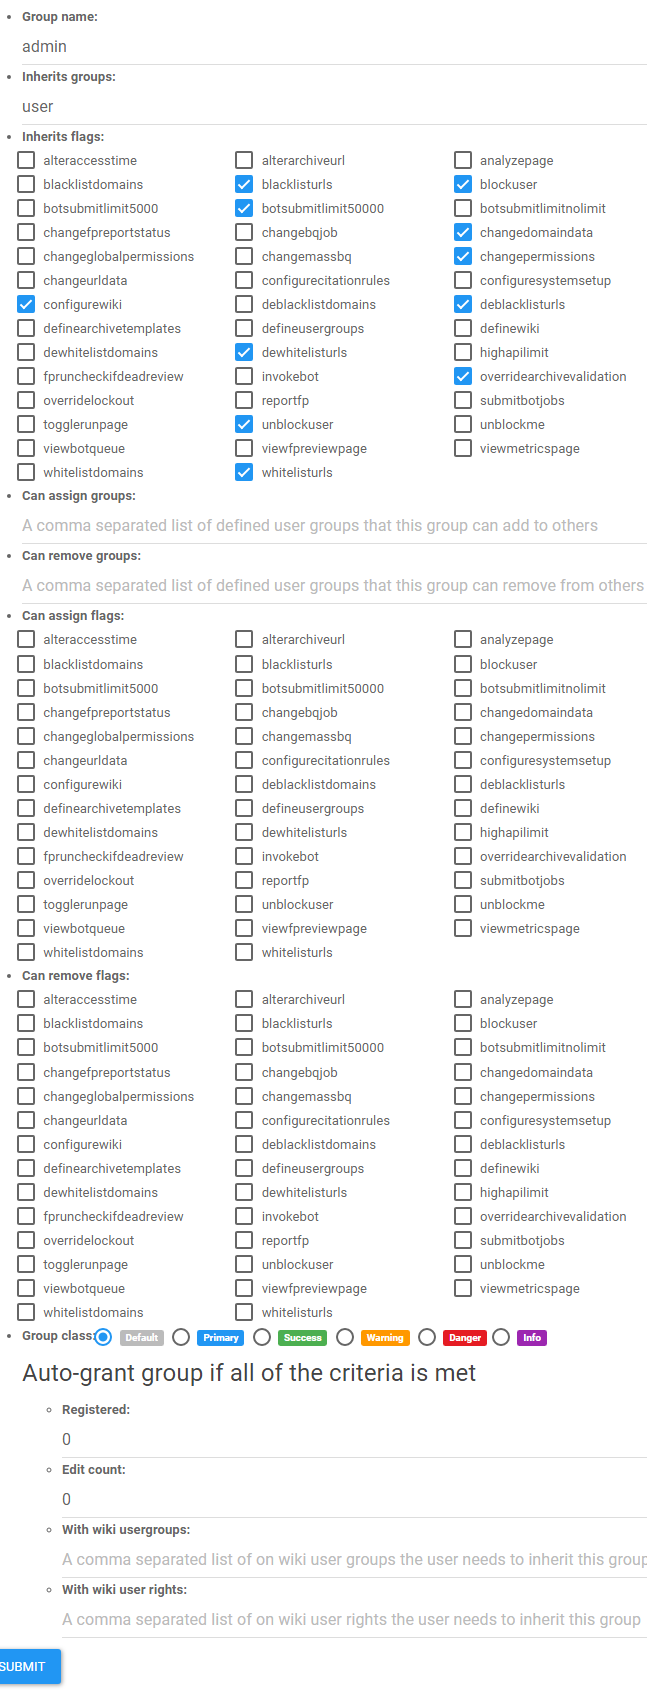 Group name:
admin
Inherits groups:
user
Inherits flags:
alteraccesstime alterarchiveurl analyzepage
blacklistdomains blacklisturls blockuser
botsubmitlimit5000 botsubmitlimit50000 botsubmitlimitnolimit
changefpreportstatus changebqjob changedomaindata
changeglobalpermissions changemassbq changepermissions
changeurldata configurecitationrules configuresystemsetup
configurewiki deblacklistdomains deblacklisturls
definearchivetemplates defineusergroups definewiki
dewhitelistdomains dewhitelisturls highapilimit
fpruncheckifdeadreview invokebot overridearchivevalidation
overridelockout reportfp submitbotjobs
togglerunpage unblockuser unblockme
viewbotqueue viewfpreviewpage viewmetricspage
whitelistdomains whitelisturls
Can assign groups:
A comma separated list of defined user groups that this group can add to others
Can remove groups:
A comma separated list of defined user groups that this group can remove from others
Can assign flags:
alteraccesstime alterarchiveurl analyzepage
blacklistdomains blacklisturls blockuser
botsubmitlimit5000 botsubmitlimit50000 botsubmitlimitnolimit
changefpreportstatus changebqjob changedomaindata
changeglobalpermissions changemassbq changepermissions
changeurldata configurecitationrules configuresystemsetup
configurewiki deblacklistdomains deblacklisturls
definearchivetemplates defineusergroups definewiki
dewhitelistdomains dewhitelisturls highapilimit
fpruncheckifdeadreview invokebot overridearchivevalidation
overridelockout reportfp submitbotjobs
togglerunpage unblockuser unblockme
viewbotqueue viewfpreviewpage viewmetricspage
whitelistdomains whitelisturls
Can remove flags:
alteraccesstime alterarchiveurl analyzepage
blacklistdomains blacklisturls blockuser
botsubmitlimit5000 botsubmitlimit50000 botsubmitlimitnolimit
changefpreportstatus changebqjob changedomaindata
changeglobalpermissions changemassbq changepermissions
changeurldata configurecitationrules configuresystemsetup
configurewiki deblacklistdomains deblacklisturls
definearchivetemplates defineusergroups definewiki
dewhitelistdomains dewhitelisturls highapilimit
fpruncheckifdeadreview invokebot overridearchivevalidation
overridelockout reportfp submitbotjobs
togglerunpage unblockuser unblockme
viewbotqueue viewfpreviewpage viewmetricspage
whitelistdomains whitelisturls
Group class: Default Primary Success Warning Danger Info
Auto-grant group if all of the criteria is met
Registered:
0
Edit count:
0
With wiki usergroups:
A comma separated list of on wiki user groups the user needs to inherit this group
With wiki user rights:
A comma separated list of on wiki user rights the user needs to inherit this group
SUBMIT